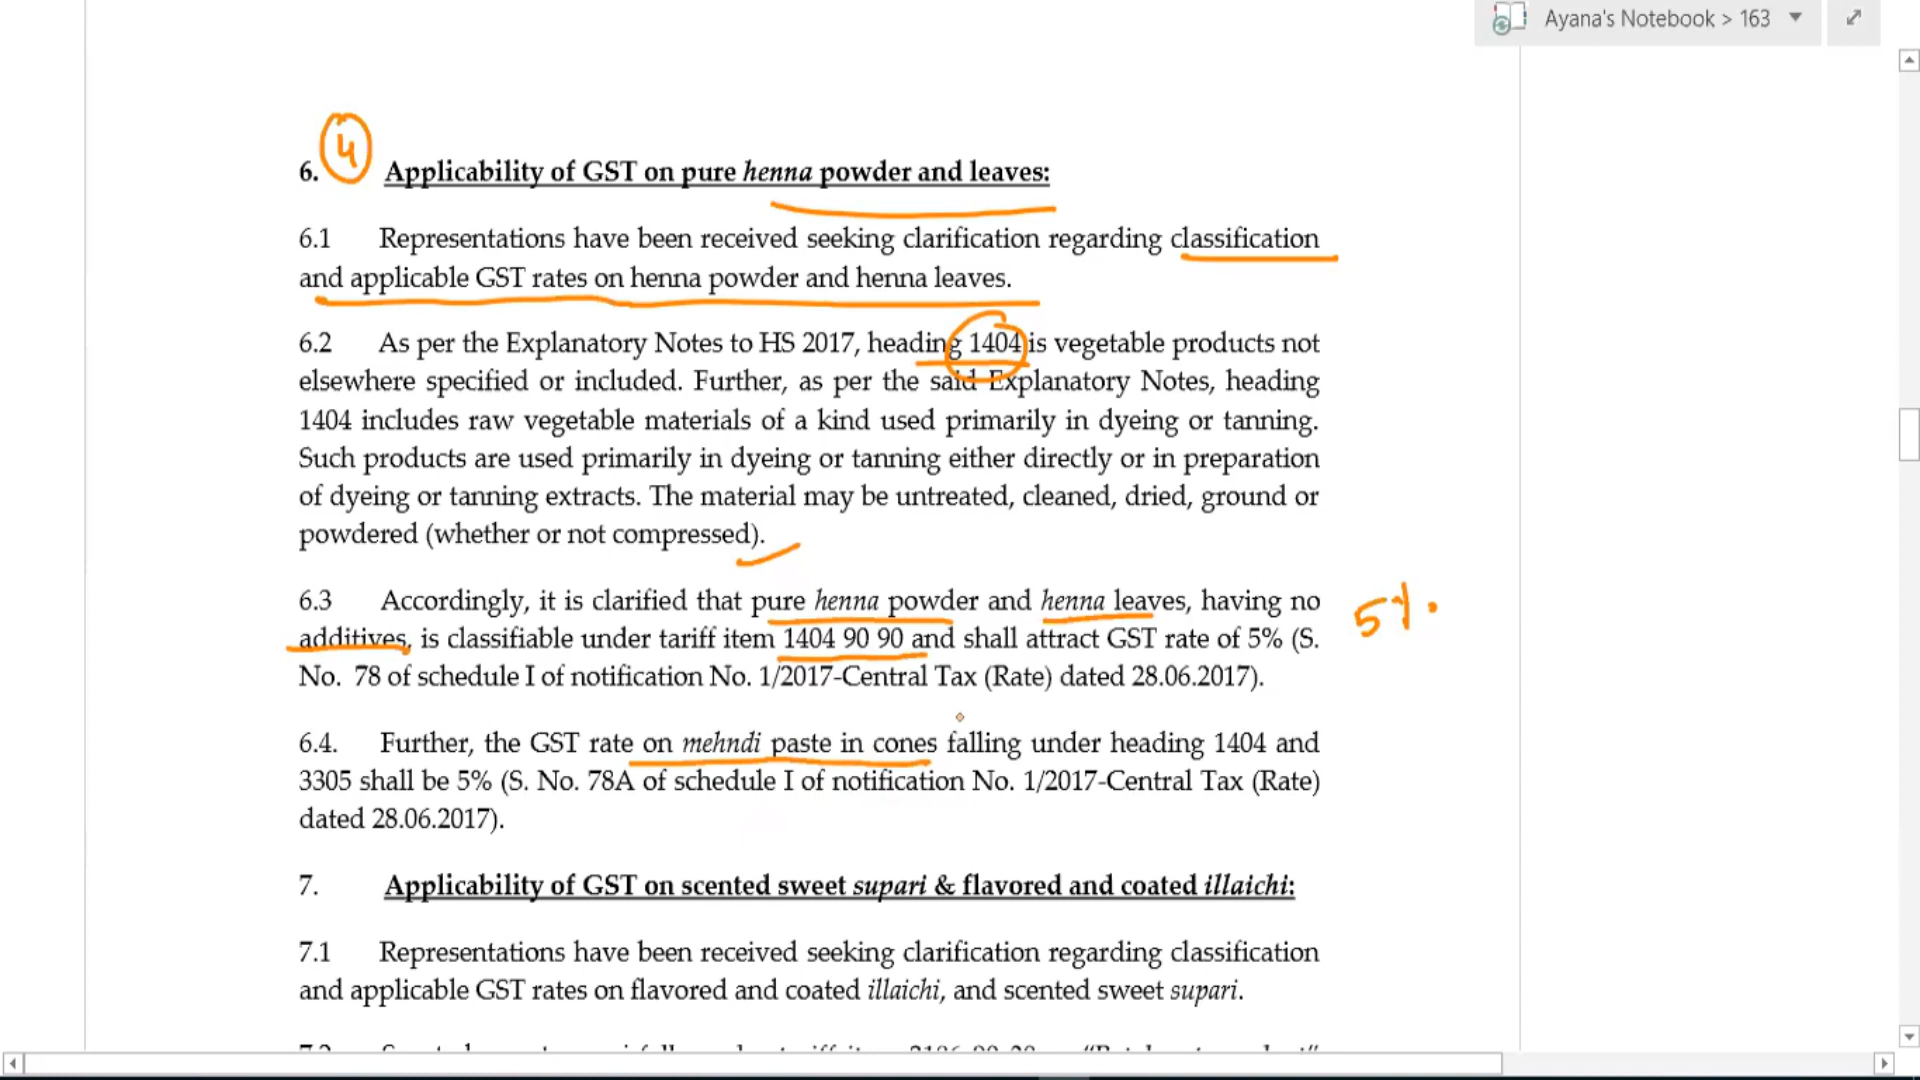 Ayana's Notebook > 163
4
6. Applicability of GST on pure henna powder and leaves:
6.1 Representations have been received seeking clarification regarding classification
and applicable GST rates on henna powder and henna leaves.
6.2 As per the Explanatory Notes to HS 2017, heading 1404 is vegetable products not
elsewhere specified or included. Further, as per the said Explanatory Notes, heading
1404 includes raw vegetable materials of a kind used primarily in dyeing or tanning.
Such products are used primarily in dyeing or tanning either directly or in preparation
of dyeing or tanning extracts. The material may be untreated, cleaned, dried, ground or
powdered (whether or not compressed).
6.3 Accordingly, it is clarified that pure henna powder and henna leaves, having no
5%
additives, is classifiable under tariff item 1404 90 90 and shall attract GST rate of 5% (S.
No. 78 of schedule I of notification No. 1/2017-Central Tax (Rate) dated 28.06.2017).
6.4. Further, the GST rate on mehndi paste in cones falling under heading 1404 and
3305 shall be 5% (S. No. 78A of schedule I of notification No. 1/2017-Central Tax (Rate)
dated 28.06.2017).
7. Applicability of GST on scented sweet supari & flavored and coated illaichi:
7.1 Representations have been received seeking clarification regarding classification
and applicable GST rates on flavored and coated illaichi, and scented sweet supari.